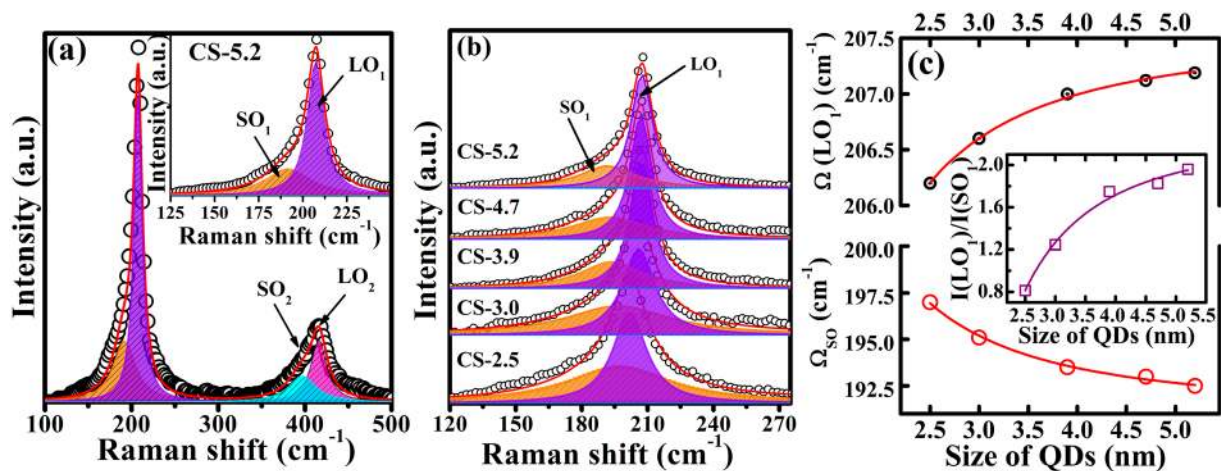 (a)
CS-5.2
Intensity (a.u.)
SO₁
LO₁
125 150 175 200 225 250
Raman shift (cm⁻¹)
SO₂
LO₂
Intensity (a.u.)
100 200 300 400 500
Raman shift (cm⁻¹)
(b)
LO₁
SO₁
CS-5.2
CS-4.7
CS-3.9
CS-3.0
CS-2.5
Intensity (a.u.)
120 150 180 210 240 270
Raman shift (cm⁻¹)
2.5 3.0 3.5 4.0 4.5 5.0
(c)
207.5
207.0
206.5
206.0
Ω (LO₁) (cm⁻¹)
I(LO₁)/I(SO₁)
2.0
1.6
1.2
0.8
2.5 3.0 3.5 4.0 4.5 5.0 5.5
Size of QDs (nm)
200.0
197.5
195.0
192.5
Ω_SO (cm⁻¹)
2.5 3.0 3.5 4.0 4.5 5.0
Size of QDs (nm)